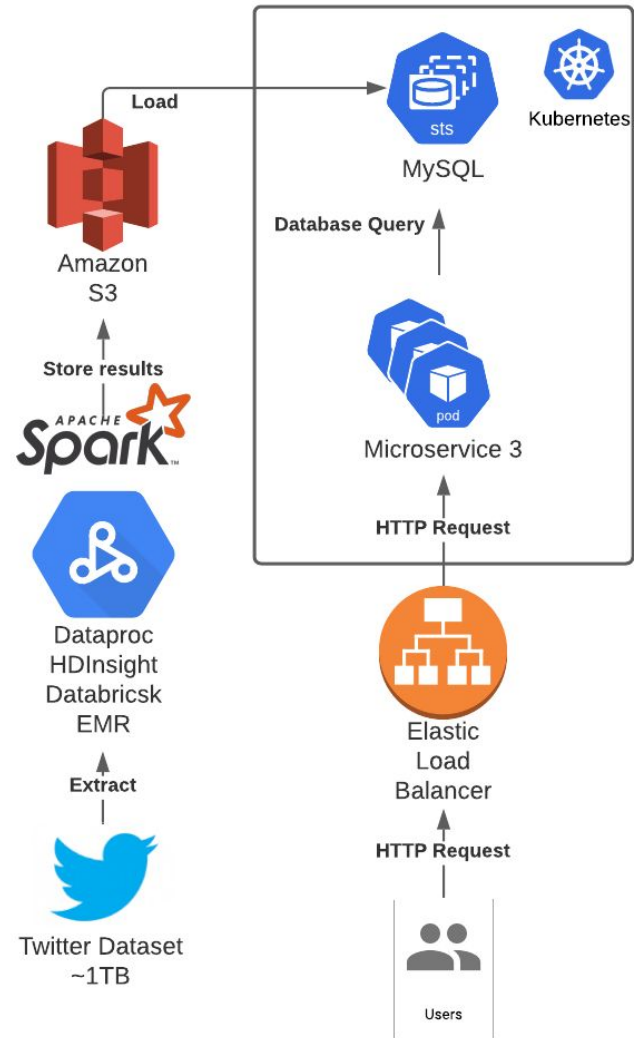 Load
sts
MySQL
Kubernetes
Amazon
S3
Database Query
Store results
APACHE
Spark™
pod
Microservice 3
HTTP Request
Dataproc
HDInsight
Databricsk
EMR
Elastic
Load
Balancer
Extract
HTTP Request
Twitter Dataset
~1TB
Users